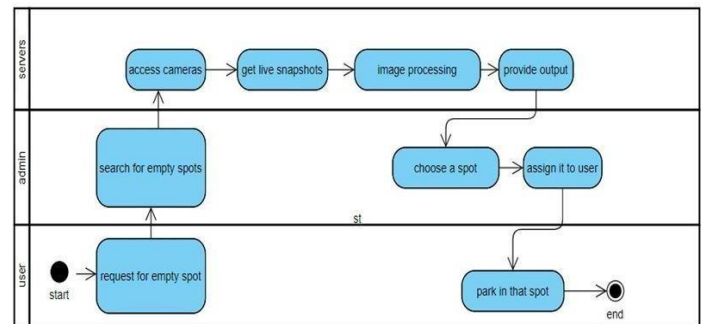 servers
access cameras
get live snapshots
image processing
provide output
admin
search for empty spots
choose a spot
assign it to user
st
user
start
request for empty spot
park in that spot
end